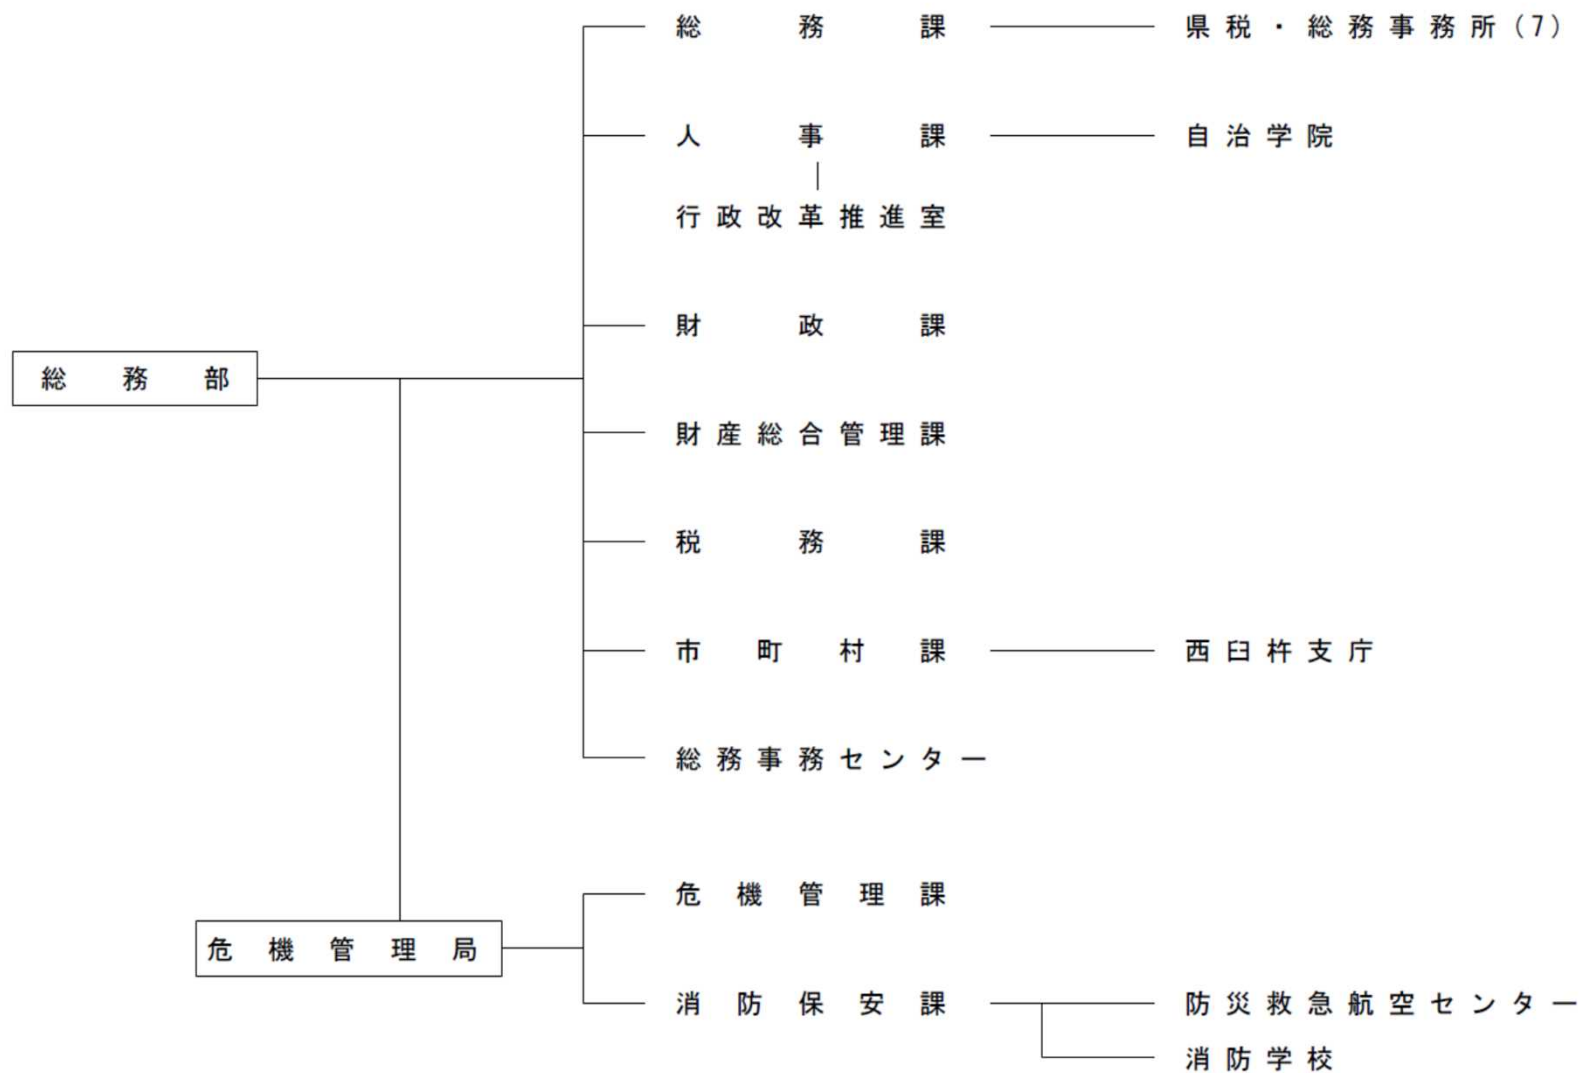 総務課 県税・総務事務所(7)
人事課 自治学院
行政改革推進室
財政課
総務部
財産総合管理課
税務課
市町村課 西臼杵支庁
総務事務センター
危機管理課
危機管理局
消防保安課 防災救急航空センター
消防学校